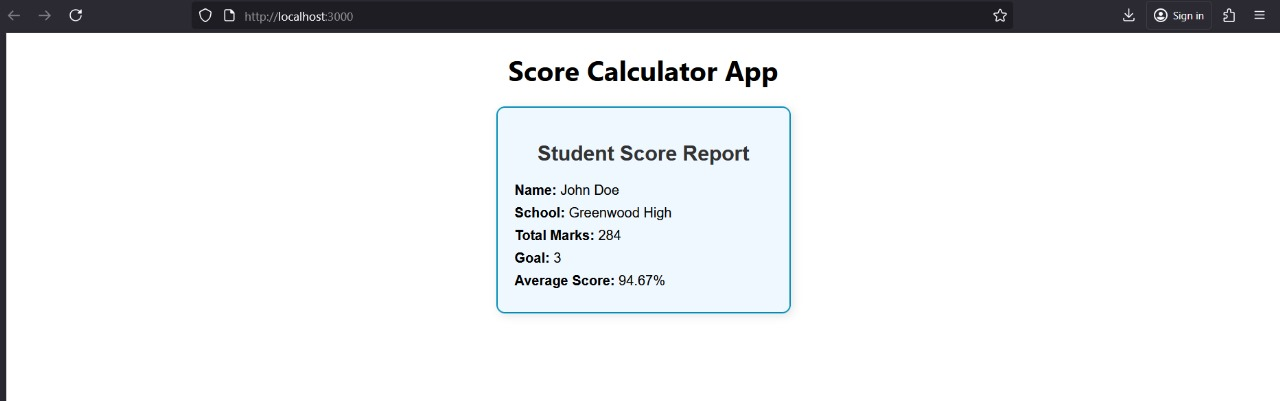 http://localhost:3000
Sign in
Score Calculator App
Student Score Report
Name: John Doe
School: Greenwood High
Total Marks: 284
Goal: 3
Average Score: 94.67%